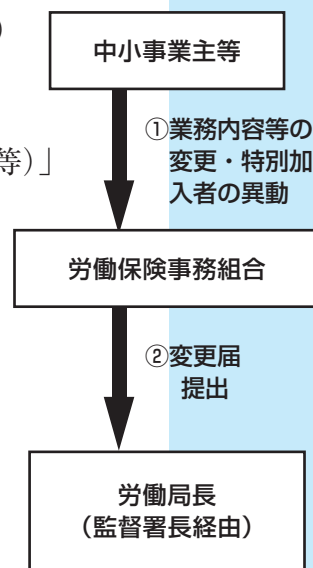 ）
中小事業主等
①業務内容等の
変更・特別加
入者の異動
等）」
労働保険事務組合
②変更届
提出
労働局長
（監督署長経由）